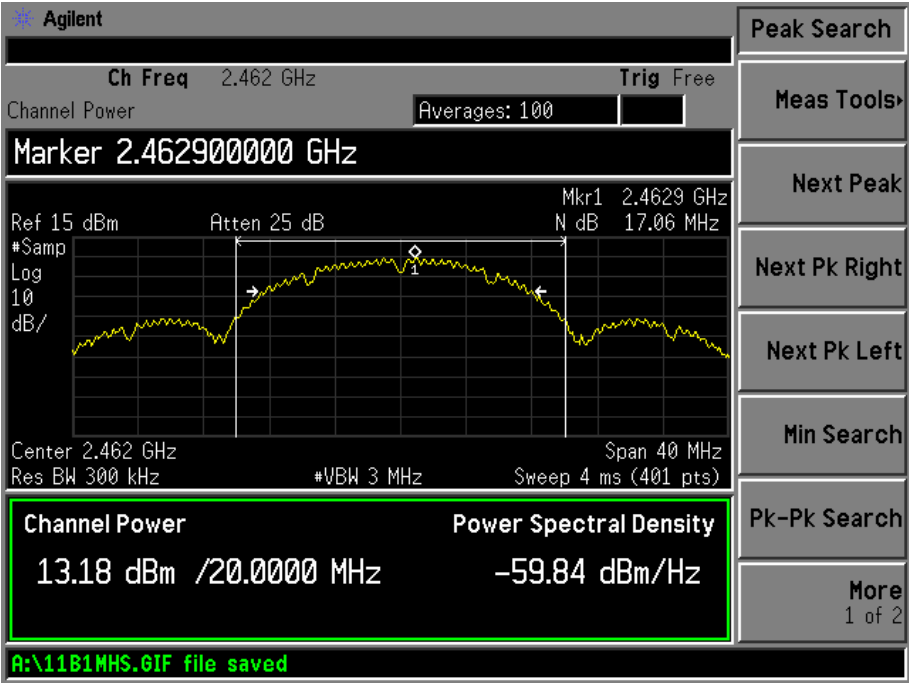 Agilent
Peak Search
Ch Freq 2.462 GHz Trig Free
Channel Power Averages: 100
Meas Tools
Marker 2.462900000 GHz
Next Peak
Mkr1 2.4629 GHz
Ref 15 dBm Atten 25 dB N dB 17.06 MHz
#Samp
Log
10
dB/
1
Next Pk Right
Next Pk Left
Min Search
Center 2.462 GHz Span 40 MHz
Res BW 300 kHz #VBW 3 MHz Sweep 4 ms (401 pts)
Channel Power Power Spectral Density
Pk-Pk Search
13.18 dBm /20.0000 MHz -59.84 dBm/Hz
More
1 of 2
A:\11B1MHS.GIF file saved